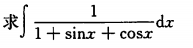 求∫ 1/(1 + sinx + cosx) dx